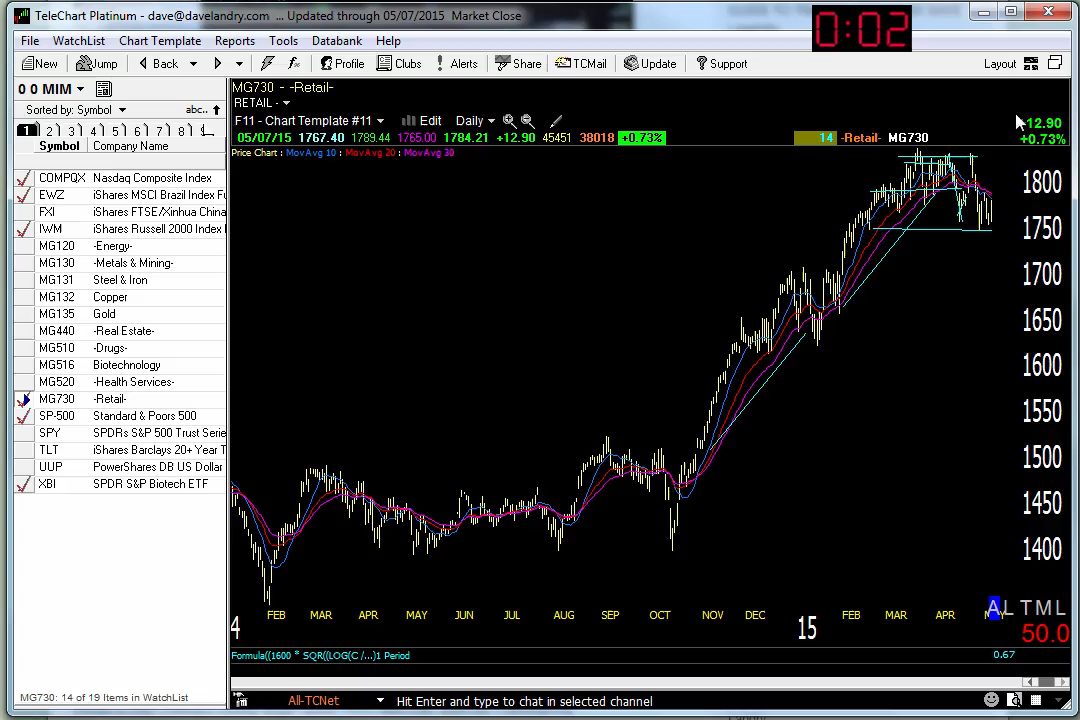 TeleChart Platinum - dave@davelandry.com ... Updated through 05/07/2015 Market Close
0:02
File WatchList Chart Template Reports Tools Databank Help
New Jump Back Profile Clubs Alerts Share TCMail Update Support Layout
0 0 MIM
Sorted by: Symbol abc..
1 2 3 4 5 6 7 8
Symbol Company Name
COMPQX Nasdaq Composite Index
EWZ iShares MSCI Brazil Index Fu
FXI iShares FTSE/Xinhua China
IWM iShares Russell 2000 Index
MG120 -Energy-
MG130 -Metals & Mining-
MG131 Steel & Iron
MG132 Copper
MG135 Gold
MG440 -Real Estate-
MG510 -Drugs-
MG516 Biotechnology
MG520 -Health Services-
MG730 -Retail-
SP-500 Standard & Poors 500
SPY SPDRs S&P 500 Trust Serie
TLT iShares Barclays 20+ Year T
UUP PowerShares DB US Dollar
XBI SPDR S&P Biotech ETF
MG730: 14 of 19 Items in WatchList
MG730 - -Retail-
RETAIL -
F11 - Chart Template #11 Edit Daily
05/07/15 1767.40 1789.44 1765.00 1784.21 +12.90 45451 38018 +0.73% 14 -Retail- MG730
+12.90
+0.73%
Price Chart : MovAvg 10 : MovAvg 20 : MovAvg 30
1800
1750
1700
1650
1600
1550
1500
1450
1400
FEB MAR APR MAY JUN JUL AUG SEP OCT NOV DEC FEB MAR APR
4 15
A L T M L
50.0
Formula((1600 * SQR((LOG(C /...)1 Period 0.67
All-TCNet Hit Enter and type to chat in selected channel